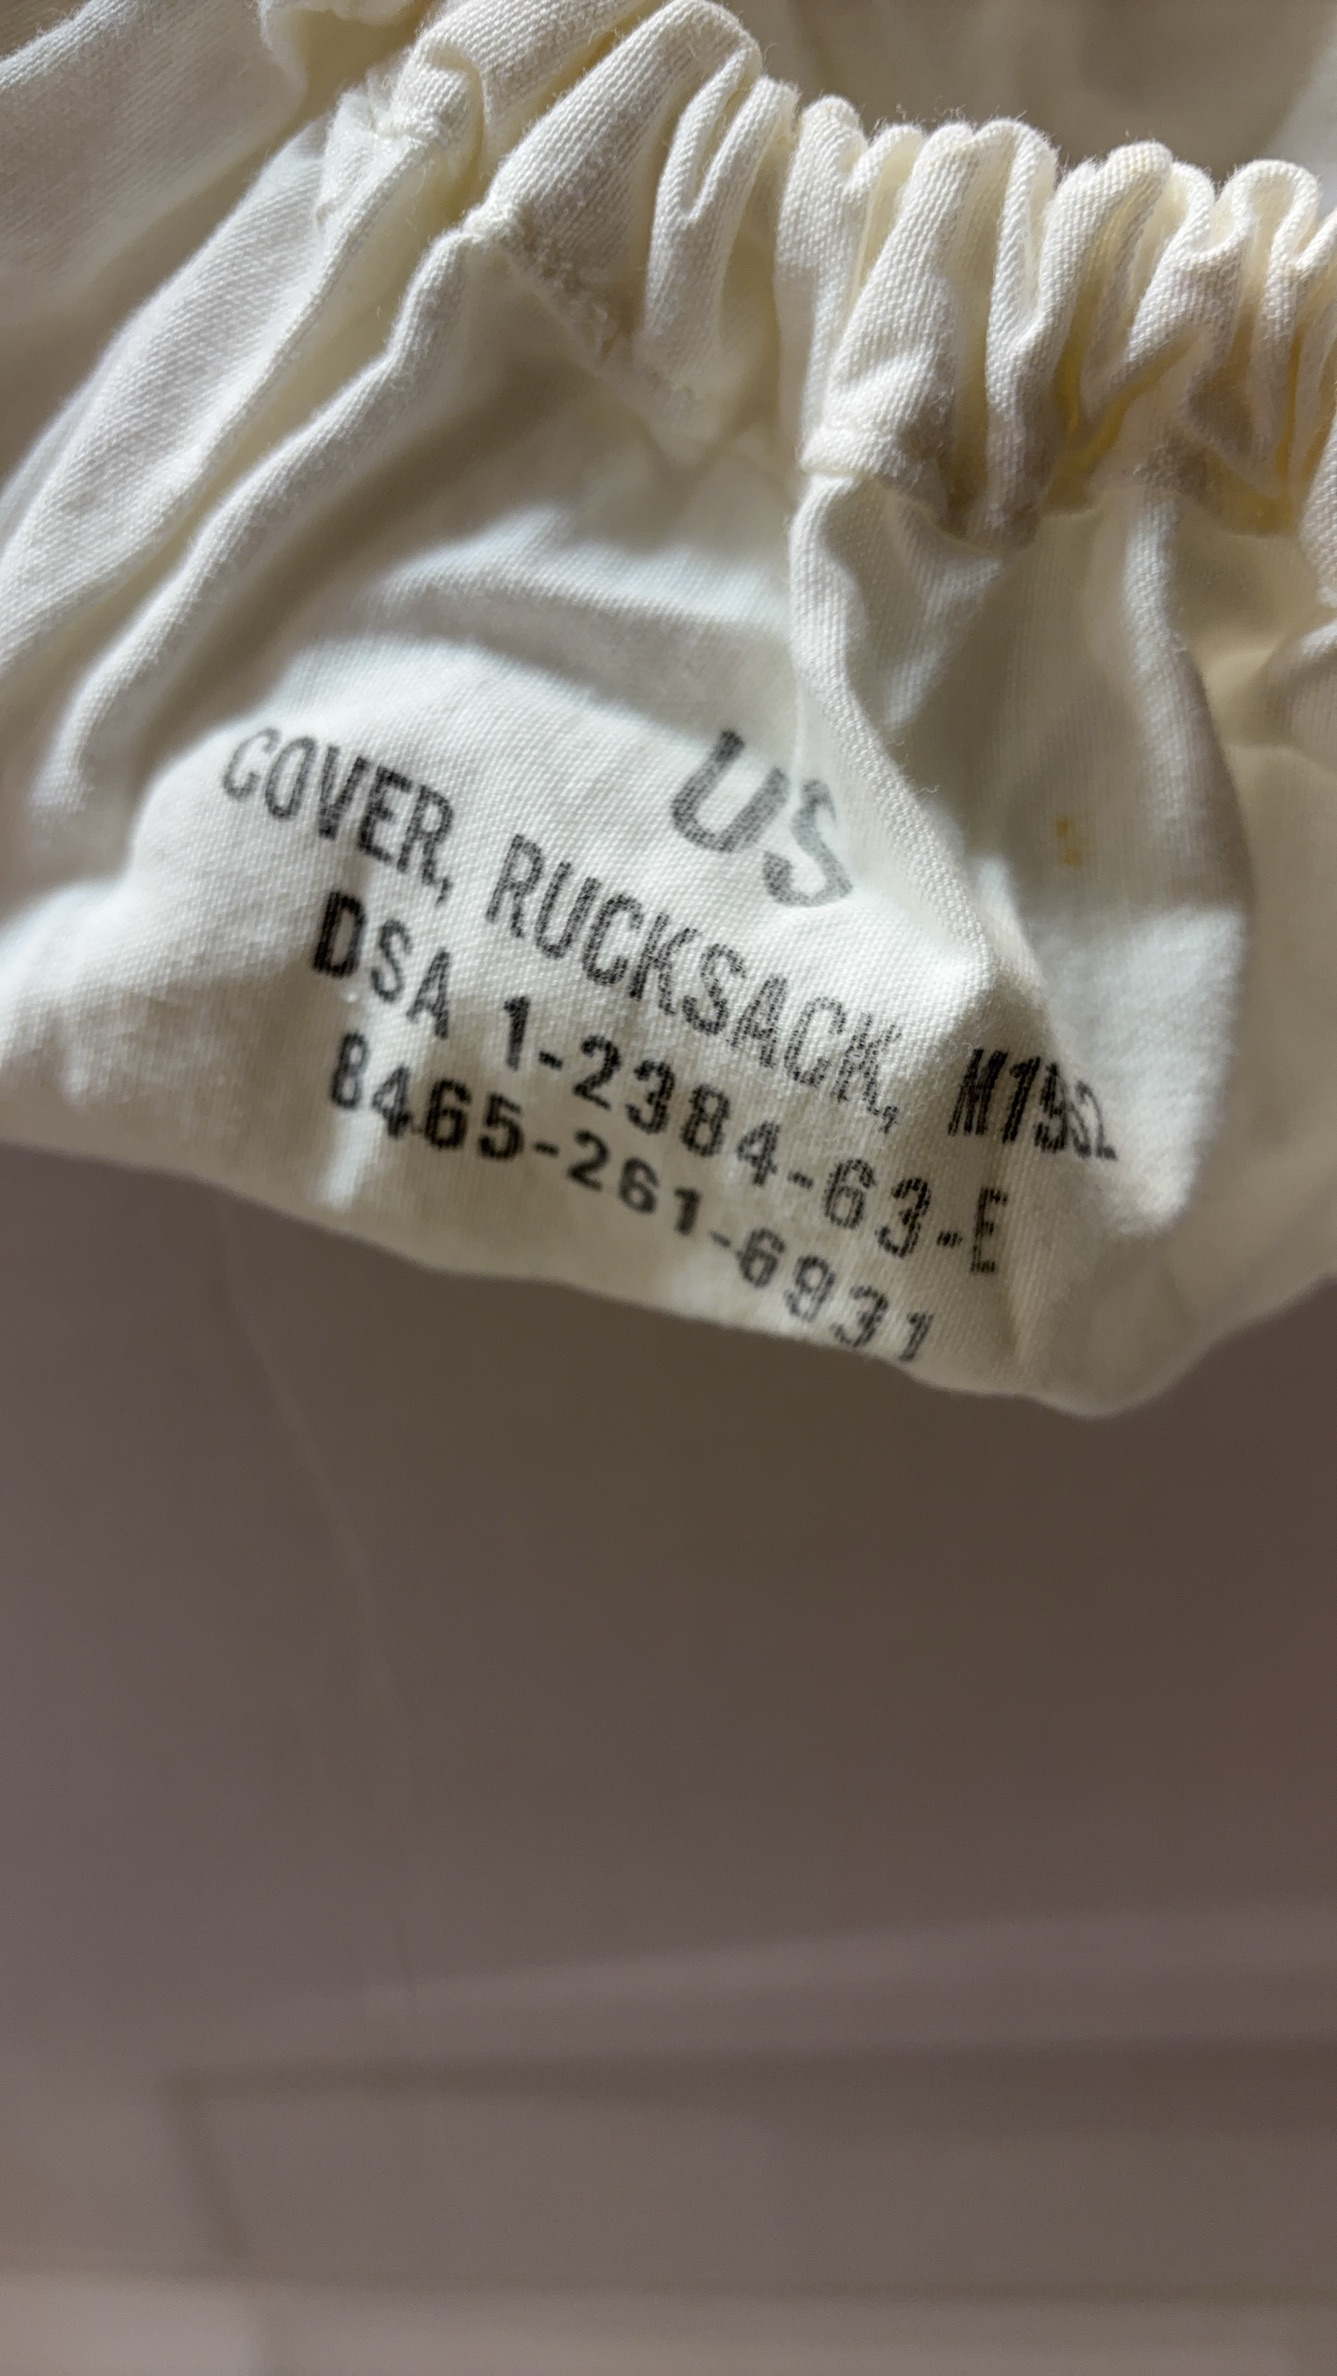 US
COVER, RUCKSACK, M1952
DSA 1-2384-63-E
8465-261-6931